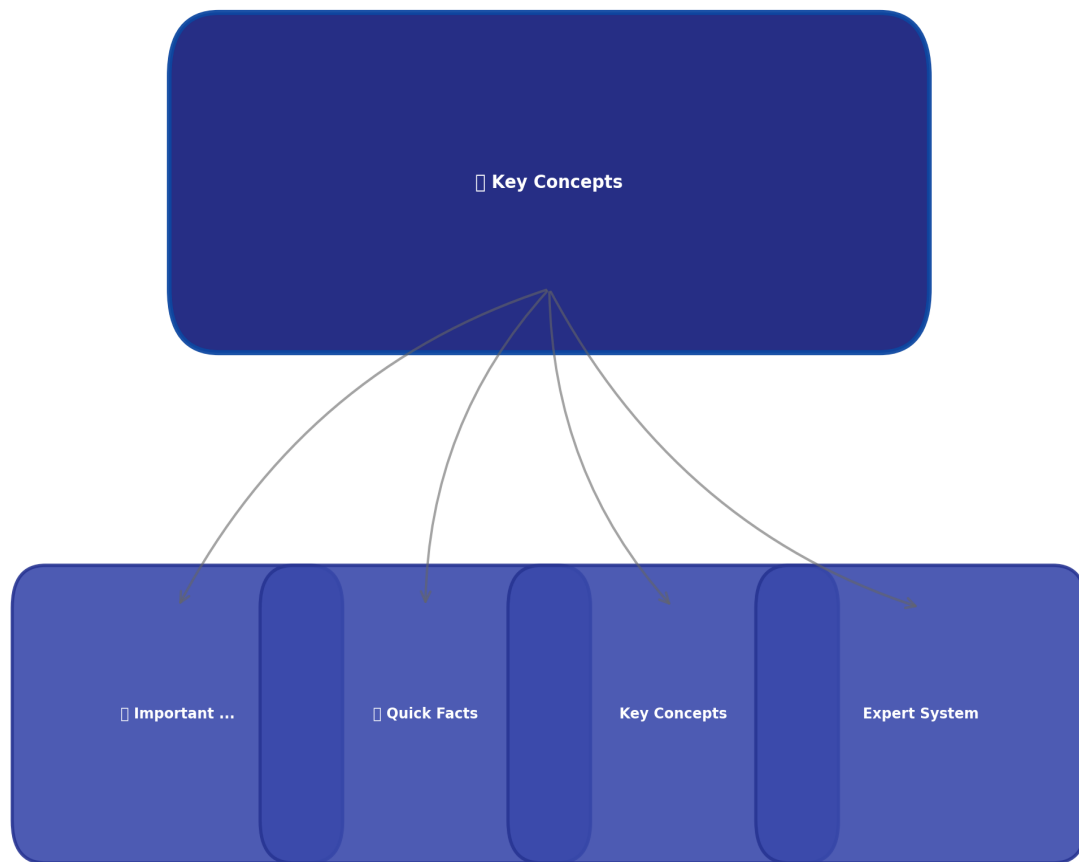 Key Concepts
Important ...
Quick Facts
Key Concepts
Expert System